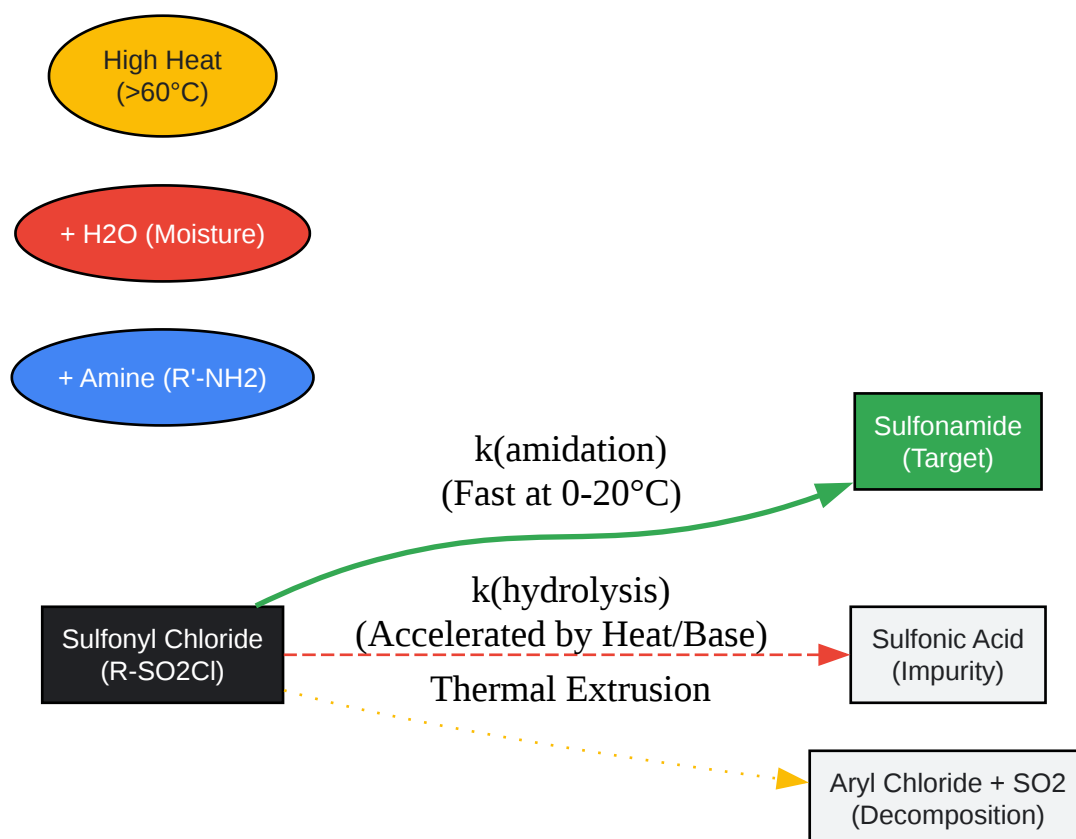 High Heat
(>60°C)
+ H2O (Moisture)
+ Amine (R'-NH2)
Sulfonamide
(Target)
k(amidation)
(Fast at 0-20°C)
k(hydrolysis)
(Accelerated by Heat/Base)
Sulfonyl Chloride
(R-SO2Cl)
Sulfonic Acid
(Impurity)
Thermal Extrusion
Aryl Chloride + SO2
(Decomposition)